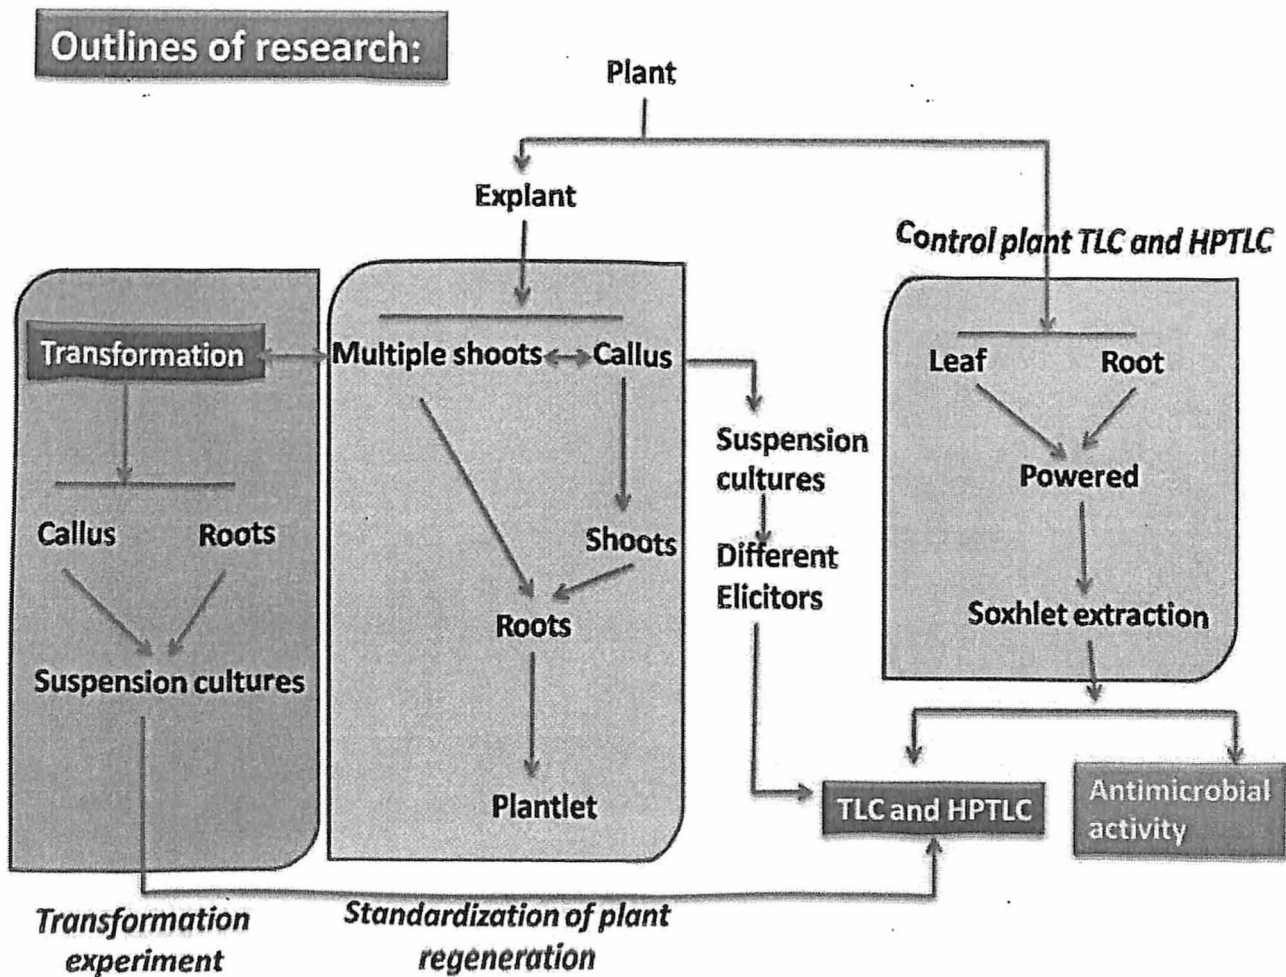 Outlines of research:
Plant
Explant
Control plant TLC and HPTLC
Transformation
Multiple shoots
Callus
Leaf
Root
Suspension
cultures
Powered
Callus
Roots
Shoots
Different
Elicitors
Roots
Soxhlet extraction
Suspension cultures
Plantlet
TLC and HPTLC
Antimicrobial
activity
Transformation
experiment
Standardization of plant
regeneration